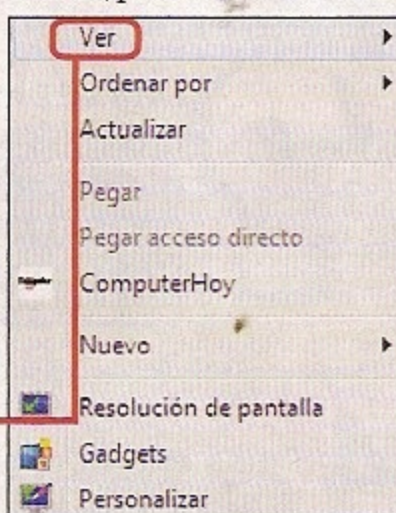 Ver
Ordenar por
Actualizar
Pegar
Pegar acceso directo
ComputerHoy
Nuevo
Resolución de pantalla
Gadgets
Personalizar